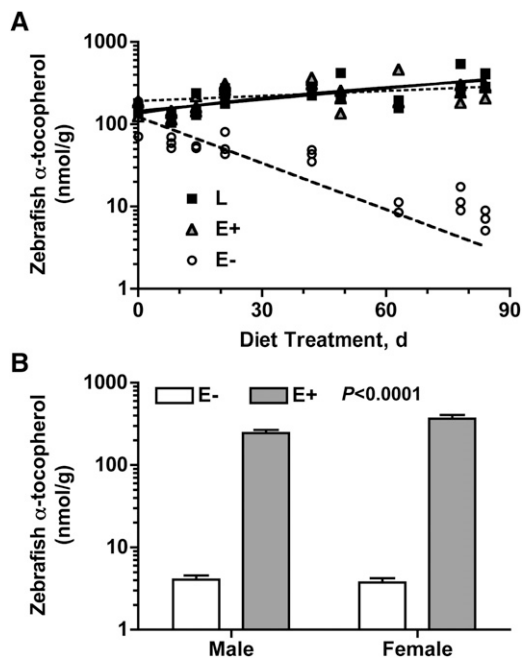 A
Zebrafish α-tocopherol
(nmol/g)
1000
100
10
1
L
E+
E-
0
30
60
90
Diet Treatment, d
B
E-
E+
P<0.0001
Zebrafish α-tocopherol
(nmol/g)
1000
100
10
1
Male
Female